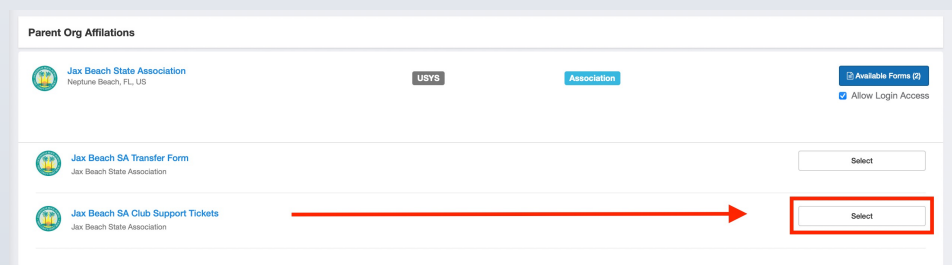 Parent Org Affilations
Jax Beach State Association
Neptune Beach, FL, US
USYS
Association
Available Forms (2)
Allow Login Access
Jax Beach SA Transfer Form
Jax Beach State Association
Select
Jax Beach SA Club Support Tickets
Jax Beach State Association
Select